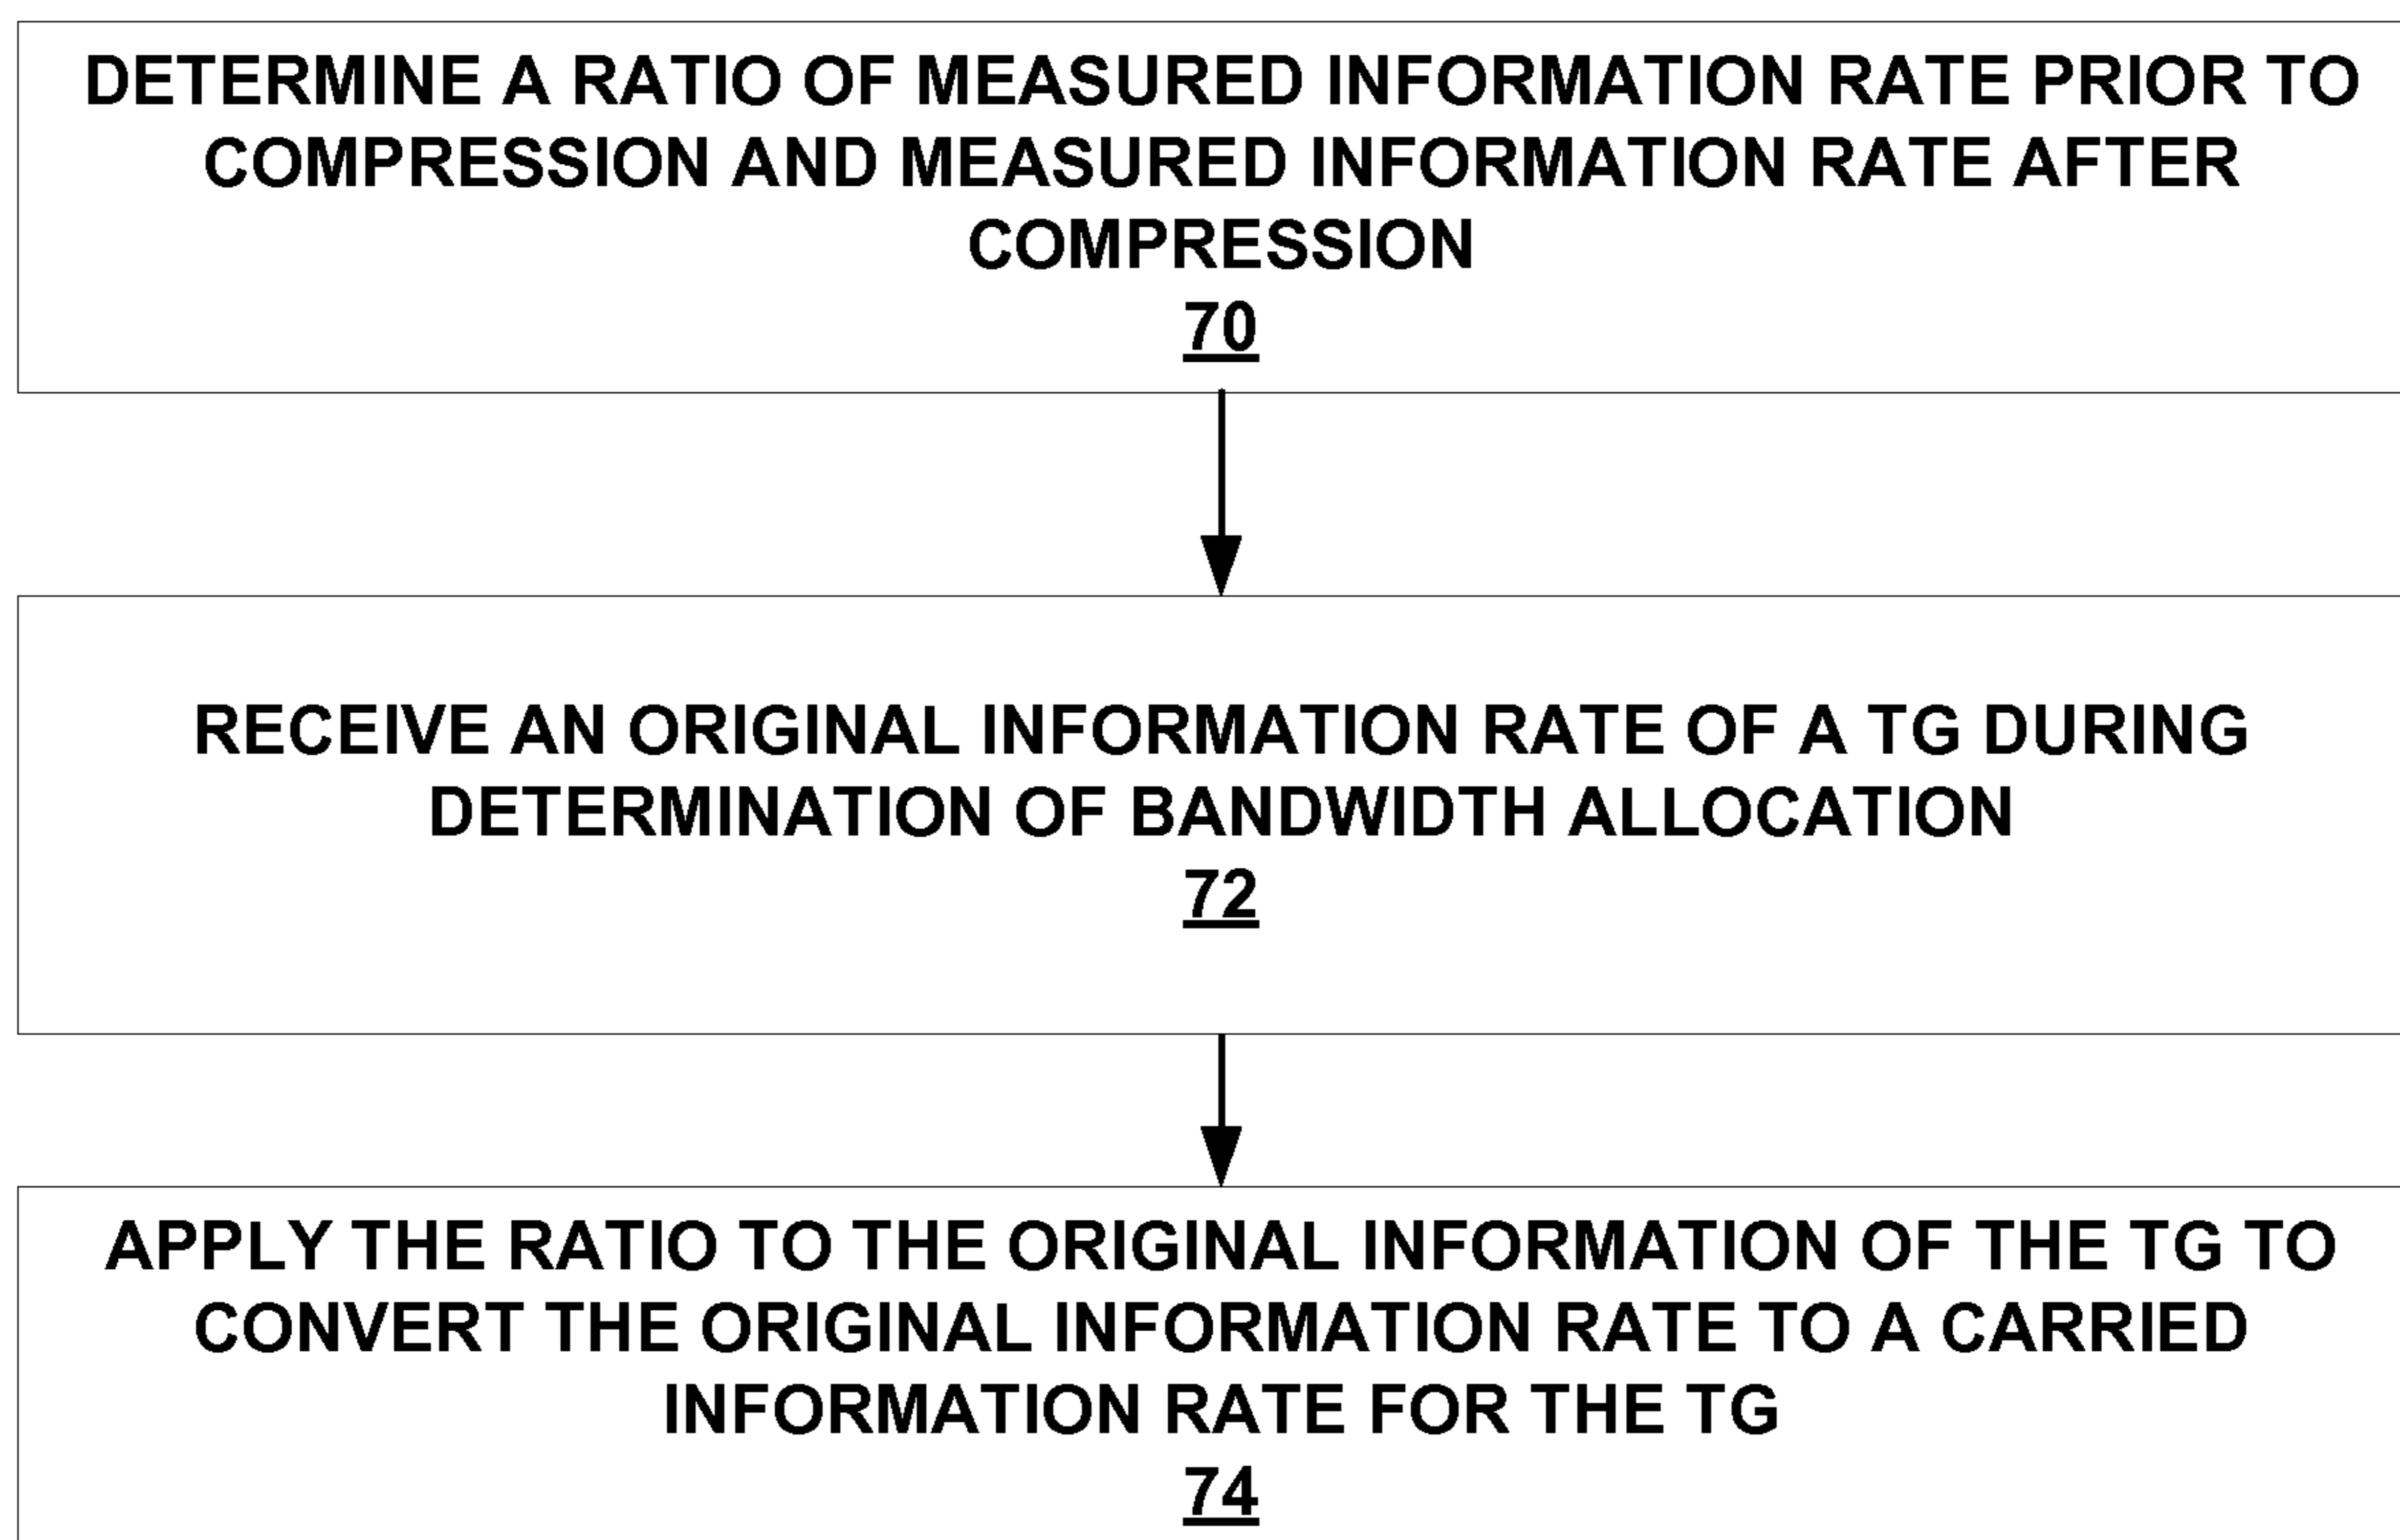 DETERMINE A RATIO OF MEASURED INFORMATION RATE PRIOR TO
COMPRESSION AND MEASURED INFORMATION RATE AFTER
COMPRESSION
70
RECEIVE AN ORIGINAL INFORMATION RATE OF A TG DURING
DETERMINATION OF BANDWIDTH ALLOCATION
72
APPLY THE RATIO TO THE ORIGINAL INFORMATION OF THE TG TO
CONVERT THE ORIGINAL INFORMATION RATE TO A CARRIED
INFORMATION RATE FOR THE TG
74